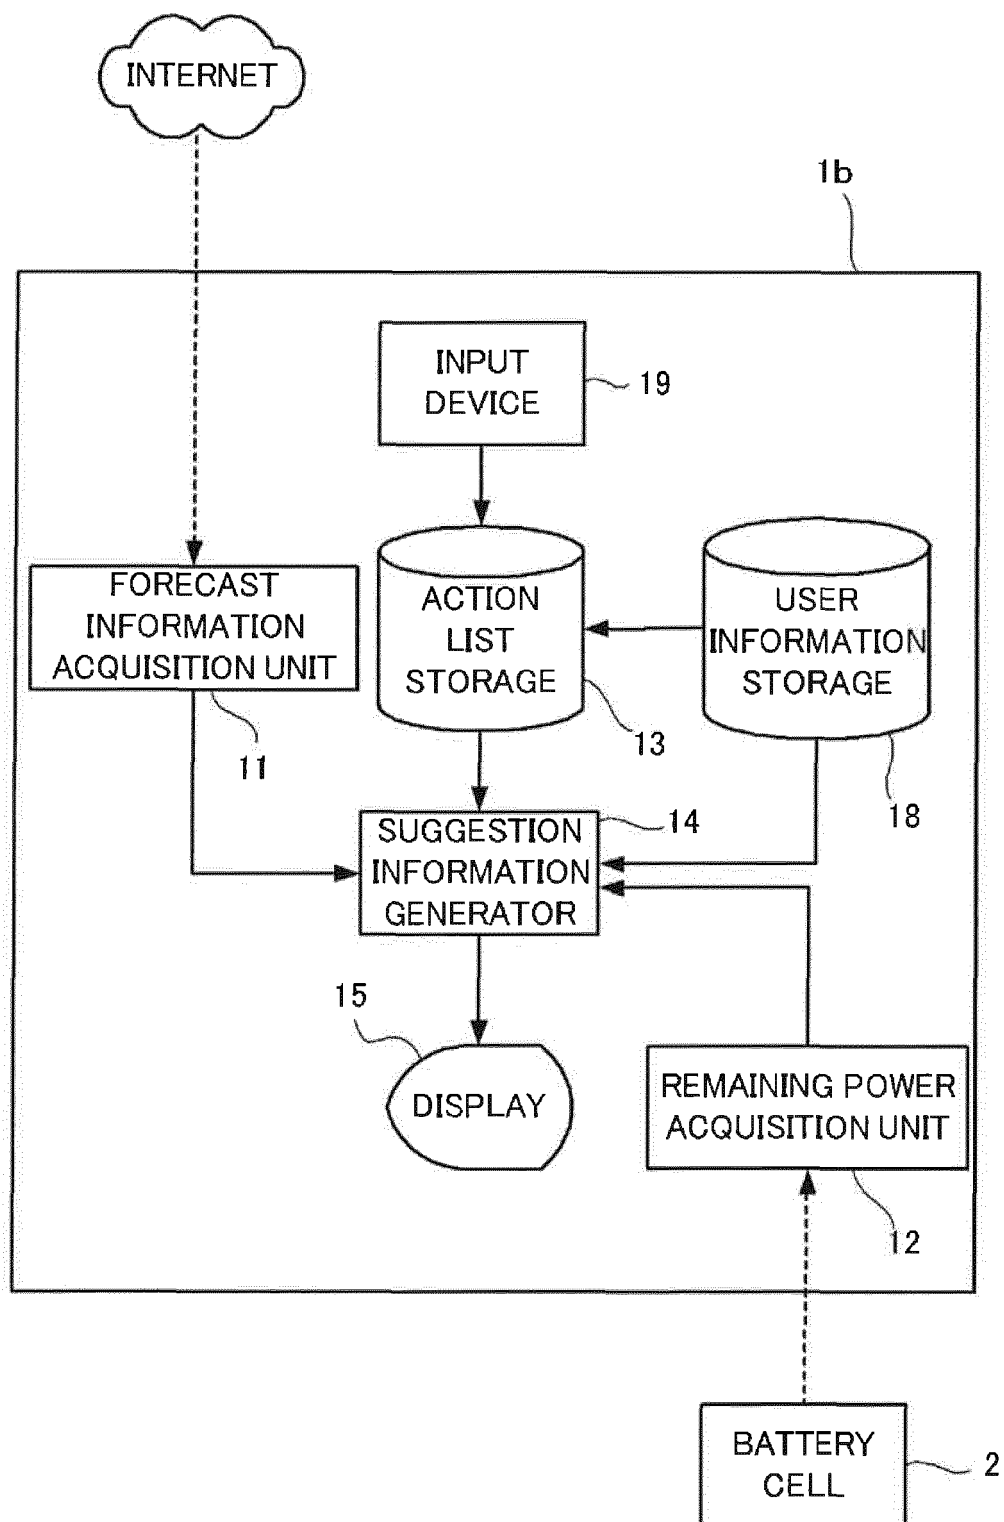 INTERNET
1b
INPUT
DEVICE
19
FORECAST
INFORMATION
ACQUISITION UNIT
11
ACTION
LIST
STORAGE
13
USER
INFORMATION
STORAGE
18
SUGGESTION
INFORMATION
GENERATOR
14
15
DISPLAY
REMAINING POWER
ACQUISITION UNIT
12
BATTERY
CELL
2